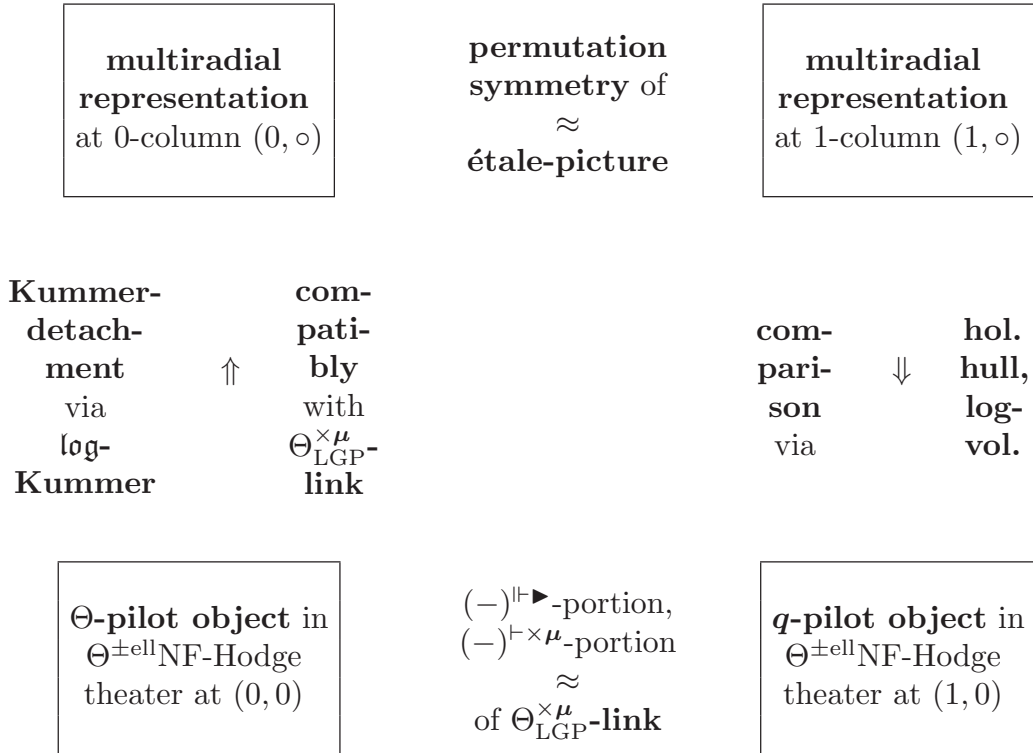 multiradial
representation
at 0-column (0, ∘)
permutation
symmetry of
≈
étale-picture
multiradial
representation
at 1-column (1, ∘)
Kummer-
detach-
ment
via
𝔩𝔬𝔤-
Kummer
⇑
com-
pati-
bly
with
Θ^{×μ}_{LGP}-
link
com-
pari-
son
via
⇓
hol.
hull,
log-
vol.
Θ-pilot object in
Θ^{±ell}NF-Hodge
theater at (0, 0)
(−)^{⊩▶}-portion,
(−)^{⊢×μ}-portion
≈
of Θ^{×μ}_{LGP}-link
q-pilot object in
Θ^{±ell}NF-Hodge
theater at (1, 0)